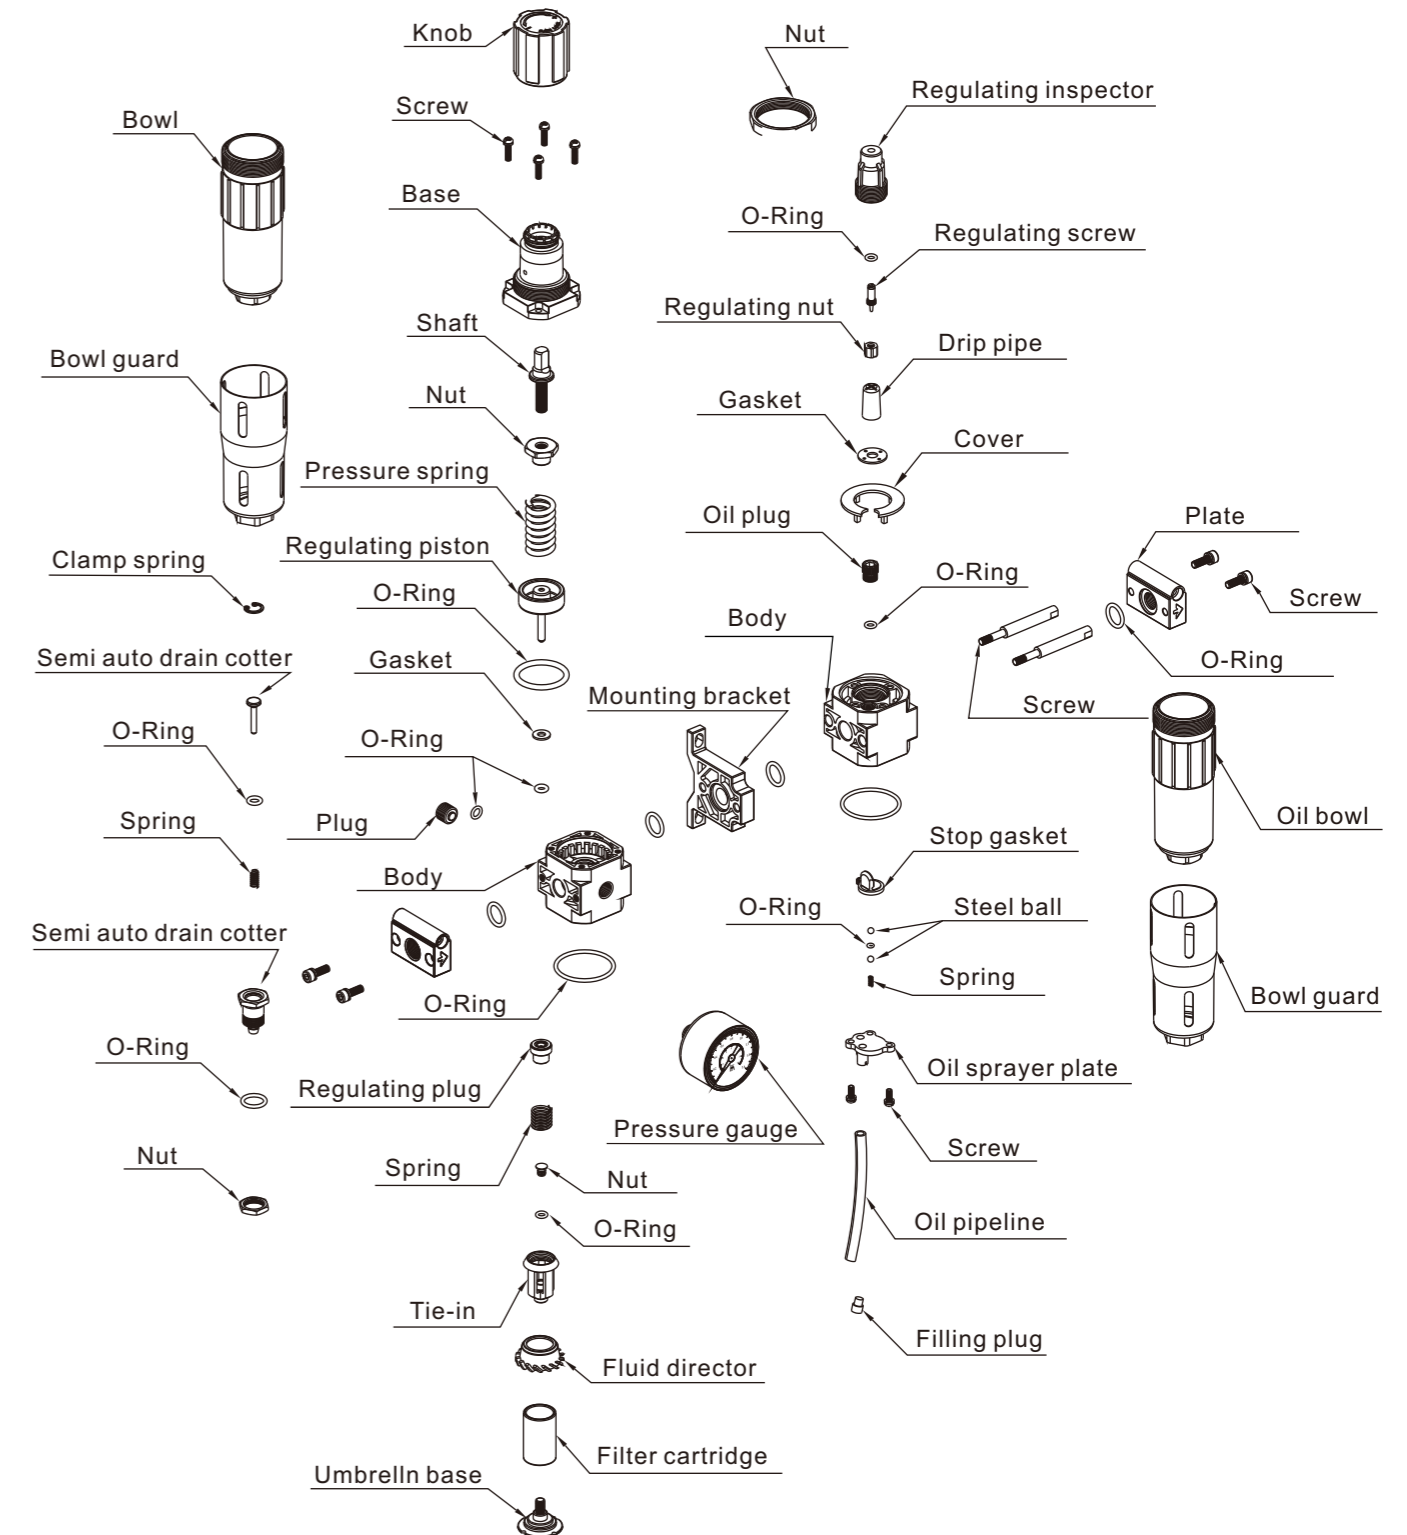 Knob
Nut
Regulating inspector
Screw
Bowl
Base
O-Ring
Regulating screw
Regulating nut
Shaft
Drip pipe
Bowl guard
Nut
Gasket
Cover
Pressure spring
Oil plug
Plate
Regulating piston
Clamp spring
O-Ring
O-Ring
Screw
Body
Semi auto drain cotter
Gasket
O-Ring
Mounting bracket
Screw
O-Ring
O-Ring
Spring
Plug
Oil bowl
Stop gasket
Body
O-Ring
Steel ball
Semi auto drain cotter
Spring
Bowl guard
O-Ring
O-Ring
Oil sprayer plate
Regulating plug
Pressure gauge
Screw
Nut
Spring
Nut
Oil pipeline
O-Ring
Tie-in
Filling plug
Fluid director
Filter cartridge
Umbrelln base